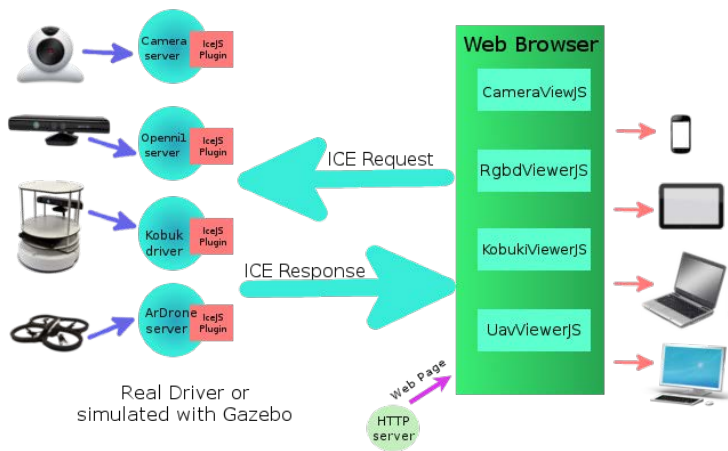 Camera
server
IceJS
Plugin
Openni1
server
IceJS
Plugin
Kobuk
driver
IceJS
Plugin
ArDrone
server
IceJS
Plugin
Real Driver or
simulated with Gazebo
ICE Request
ICE Response
Web Browser
CameraViewJS
RgbdViewerJS
KobukiViewerJS
UavViewerJS
Web Page
HTTP
server